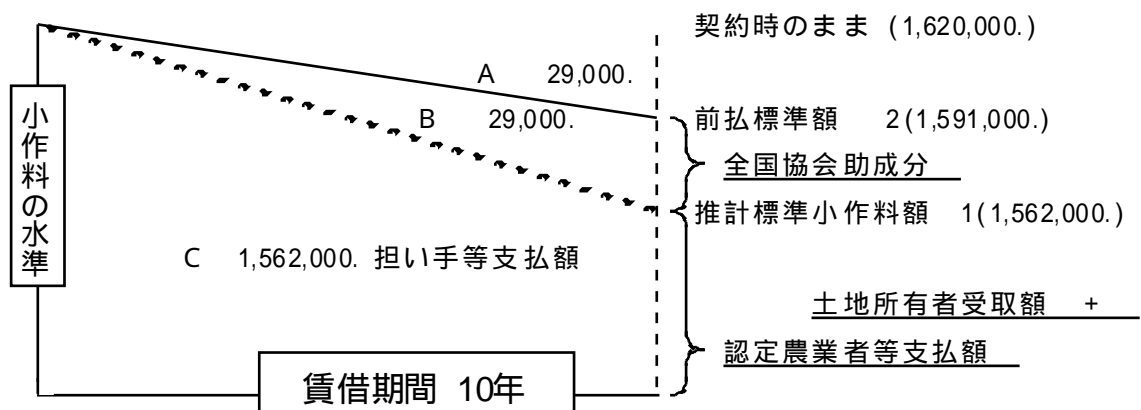 契約時のまま (1,620,000.)
A 29,000.
B 29,000.
前払標準額 2(1,591,000.)
全国協会助成分
推計標準小作料額 1(1,562,000.)
小作料の水準
C 1,562,000. 担い手等支払額
土地所有者受取額 +
認定農業者等支払額
賃借期間 10年